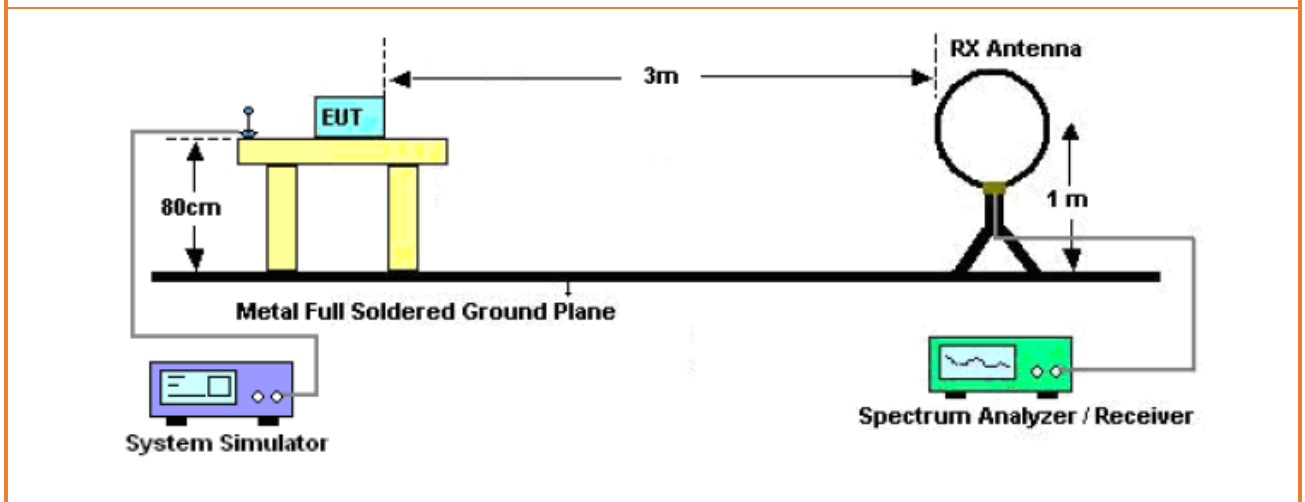 RX Antenna
3m
EUT
80cm
1 m
Metal Full Soldered Ground Plane
System Simulator
Spectrum Analyzer / Receiver